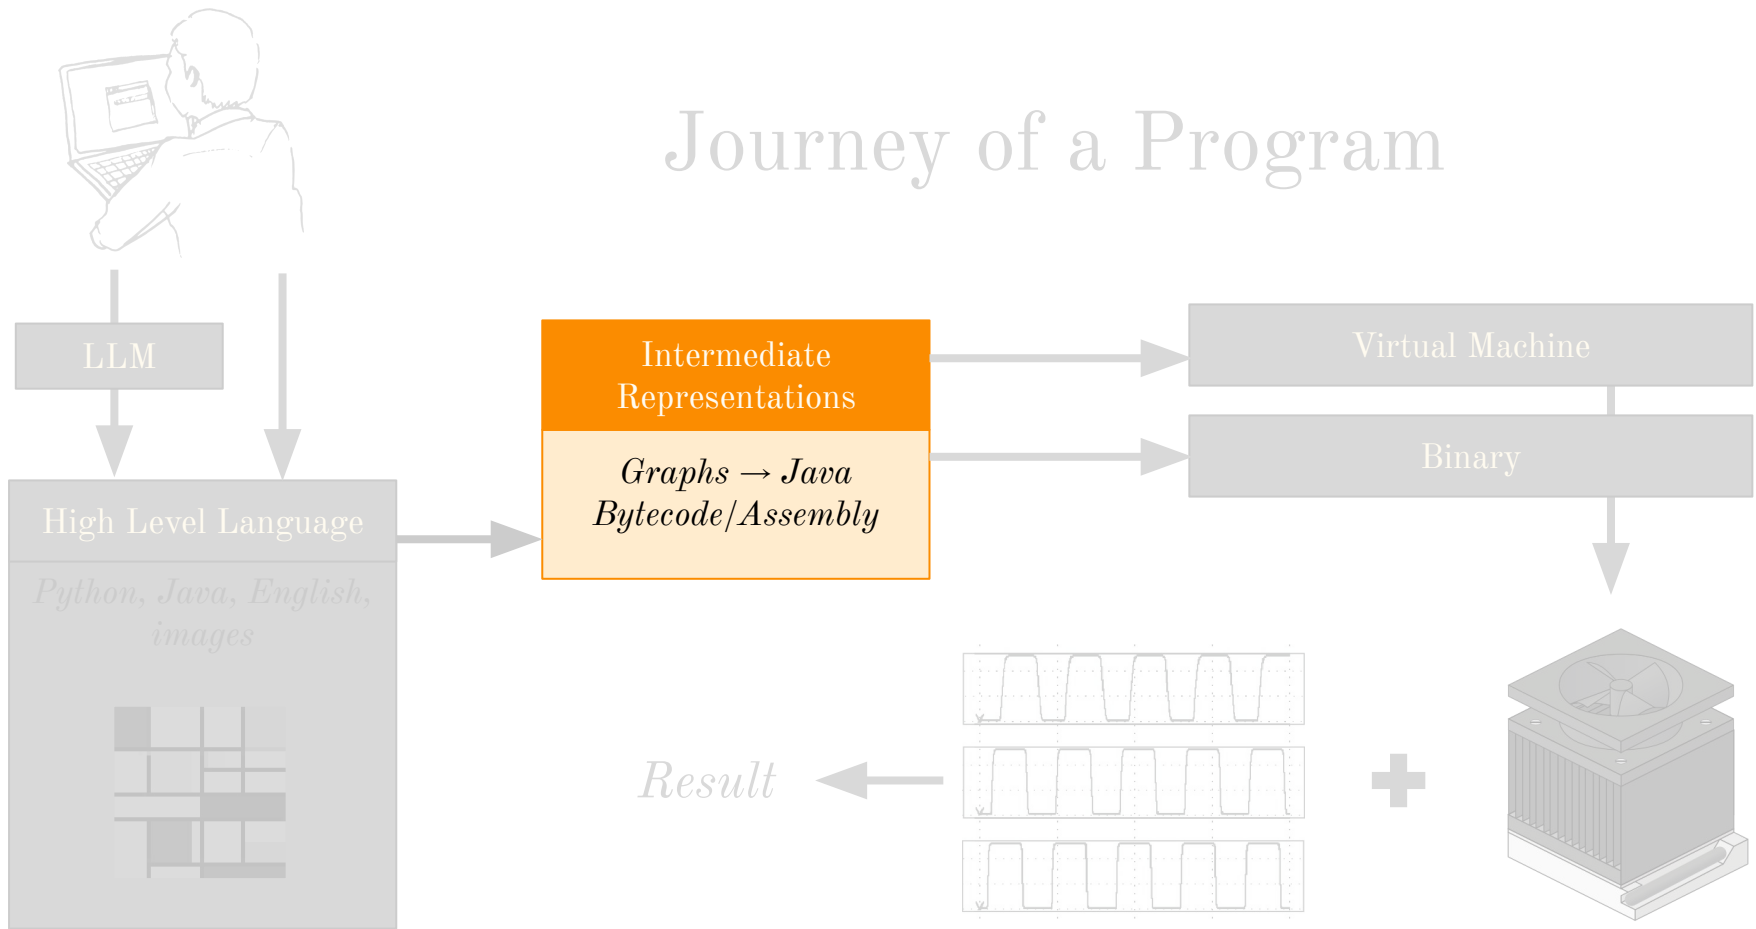 Journey of a Program
LLM
High Level Language
Python, Java, English,
images
Intermediate
Representations
Graphs → Java
Bytecode/Assembly
Virtual Machine
Binary
Result